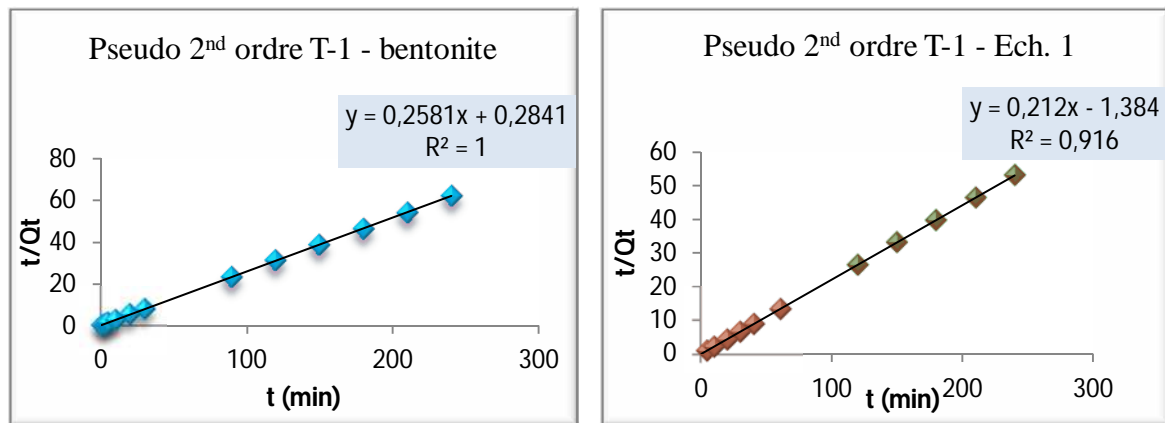 Pseudo 2nd ordre T-1 - bentonite
y = 0,2581x + 0,2841
R² = 1
80
60
40
20
0
0 100 200 300
t/Qt
t (min)
Pseudo 2nd ordre T-1 - Ech. 1
y = 0,212x - 1,384
R² = 0,916
60
50
40
30
20
10
0
0 100 200 300
t/Qt
t (min)